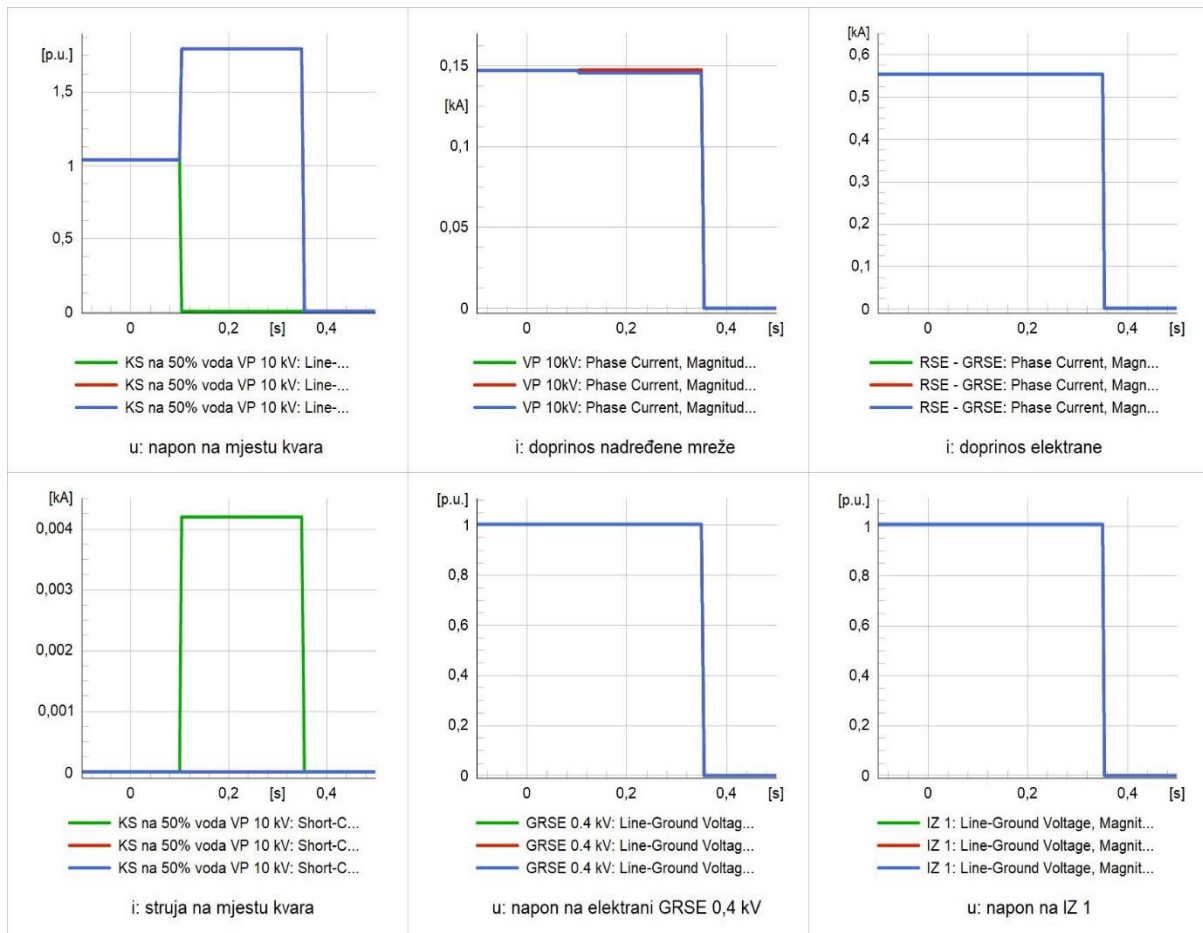 [p.u.]
1,5
1
0,5
0
0
0,2
[s]
0,4
KS na 50% voda VP 10 kV: Line-...
KS na 50% voda VP 10 kV: Line-...
KS na 50% voda VP 10 kV: Line-...
u: napon na mjestu kvara
0,15
[kA]
0,1
0,05
0
0
0,2
0,4
[s]
VP 10kV: Phase Current, Magnitud...
VP 10kV: Phase Current, Magnitud...
VP 10kV: Phase Current, Magnitud...
i: doprinos nadređene mreže
[kA]
0,6
0,5
0,4
0,3
0,2
0,1
0
0
0,2
0,4
[s]
RSE - GRSE: Phase Current, Magn...
RSE - GRSE: Phase Current, Magn...
RSE - GRSE: Phase Current, Magn...
i: doprinos elektrane
[kA]
0,004
0,003
0,002
0,001
0
0
0,2
[s]
0,4
KS na 50% voda VP 10 kV: Short-C...
KS na 50% voda VP 10 kV: Short-C...
KS na 50% voda VP 10 kV: Short-C...
i: struja na mjestu kvara
[p.u.]
1
0,8
0,6
0,4
0,2
0
0
0,2
0,4
[s]
GRSE 0.4 kV: Line-Ground Voltag...
GRSE 0.4 kV: Line-Ground Voltag...
GRSE 0.4 kV: Line-Ground Voltag...
u: napon na elektrani GRSE 0,4 kV
[p.u.]
1
0,8
0,6
0,4
0,2
0
0
0,2
0,4
[s]
IZ 1: Line-Ground Voltage, Magnit...
IZ 1: Line-Ground Voltage, Magnit...
IZ 1: Line-Ground Voltage, Magnit...
u: napon na IZ 1